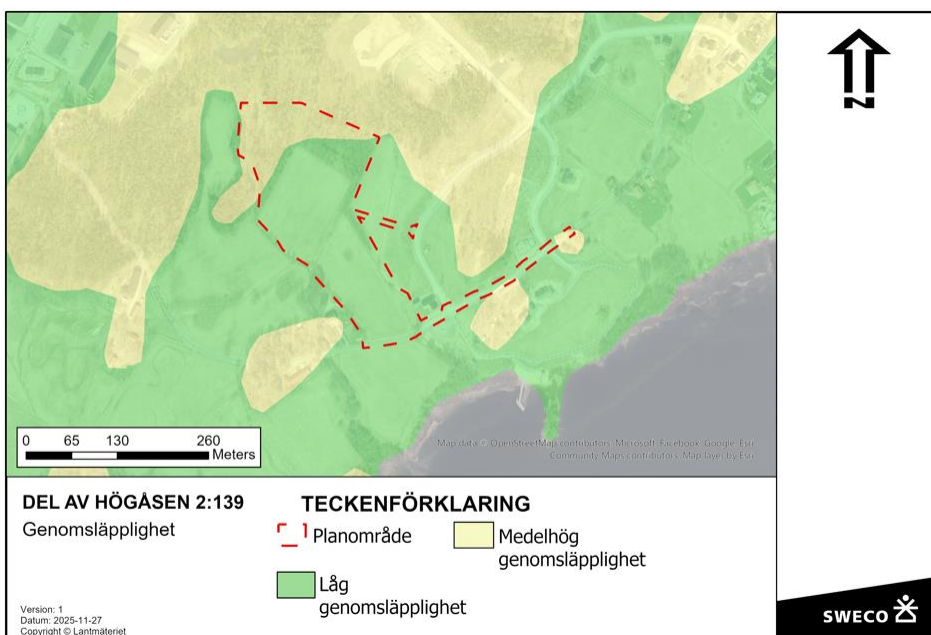 N
Map data © OpenStreetMap contributors, Microsoft, Facebook, Google, Esri
Community Maps contributors, Map layer by Esri
0 65 130 260
Meters
DEL AV HÖGÅSEN 2:139
Genomsläpplighet
Version: 1
Datum: 2025-11-27
Copyright © Lantmäteriet
TECKENFÖRKLARING
Planområde
Medelhög
genomsläpplighet
Låg
genomsläpplighet
SWECO